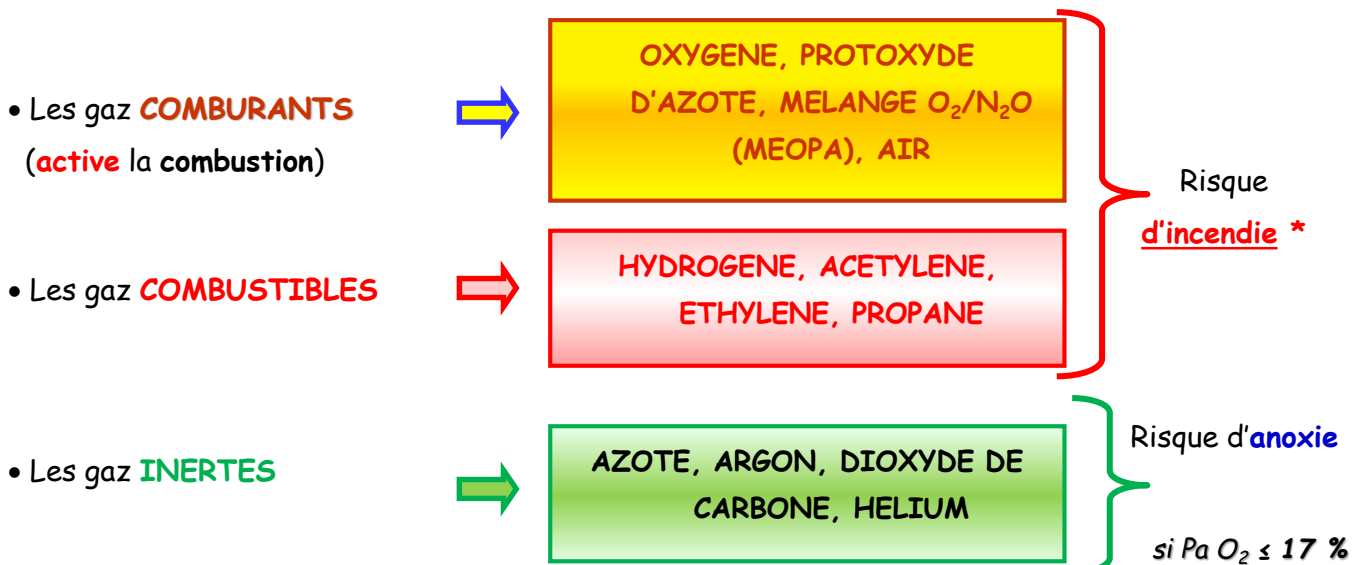 • Les gaz COMBURANTS
(active la combustion)
OXYGENE, PROTOXYDE
D'AZOTE, MELANGE O₂/N₂O
(MEOPA), AIR
• Les gaz COMBUSTIBLES
HYDROGENE, ACETYLENE,
ETHYLENE, PROPANE
Risque
d'incendie *
• Les gaz INERTES
AZOTE, ARGON, DIOXYDE DE
CARBONE, HELIUM
Risque d'anoxie
si Pa O₂ ≤ 17 %